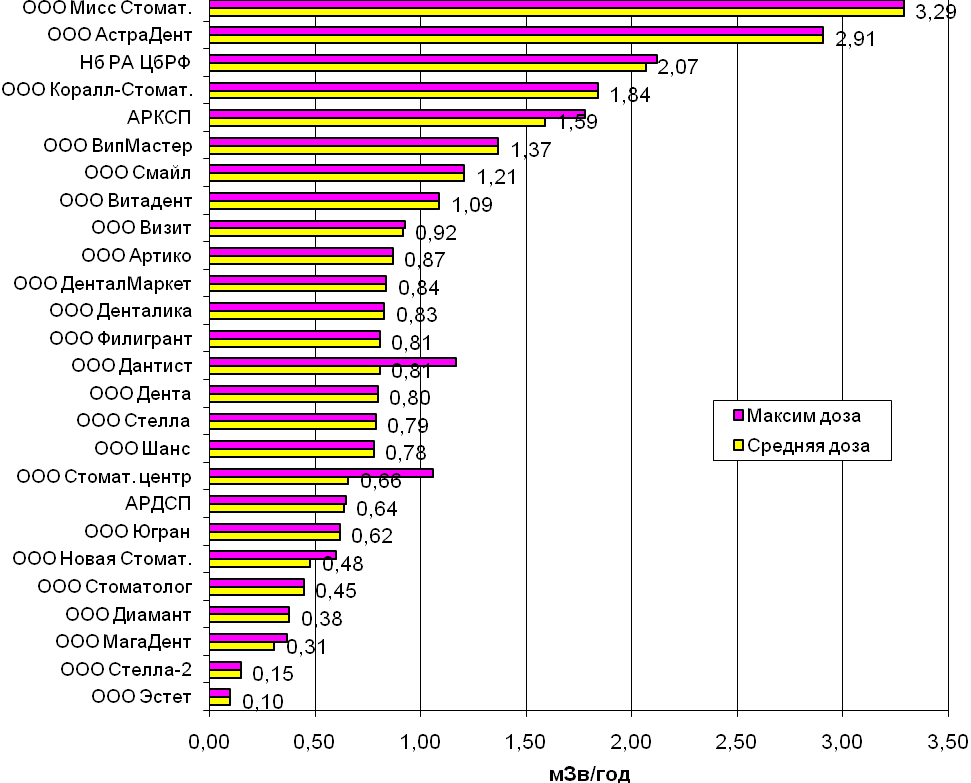 ООО Мисс Стомат. 3,29
ООО АстраДент 2,91
Нб РА ЦбРФ 2,07
ООО Коралл-Стомат. 1,84
АРКСП 1,59
ООО ВипМастер 1,37
ООО Смайл 1,21
ООО Витадент 1,09
ООО Визит 0,92
ООО Артико 0,87
ООО ДенталМаркет 0,84
ООО Денталика 0,83
ООО Филигрант 0,81
ООО Дантист 0,81
ООО Дента 0,80
ООО Стелла 0,79
ООО Шанс 0,78
ООО Стомат. центр 0,66
АРДСП 0,64
ООО Югран 0,62
ООО Новая Стомат. 0,48
ООО Стоматолог 0,45
ООО Диамант 0,38
ООО МагаДент 0,31
ООО Стелла-2 0,15
ООО Эстет 0,10
Максим доза
Средняя доза
0,00 0,50 1,00 1,50 2,00 2,50 3,00 3,50
мЗв/год